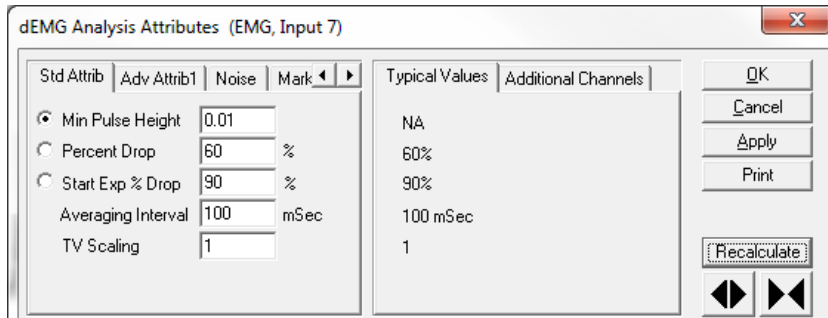 dEMG Analysis Attributes (EMG, Input 7)
Std Attrib Adv Attrib1 Noise Mark
Typical Values Additional Channels
Min Pulse Height 0.01 NA
Percent Drop 60 % 60%
Start Exp % Drop 90 % 90%
Averaging Interval 100 mSec 100 mSec
TV Scaling 1 1
OK
Cancel
Apply
Print
Recalculate